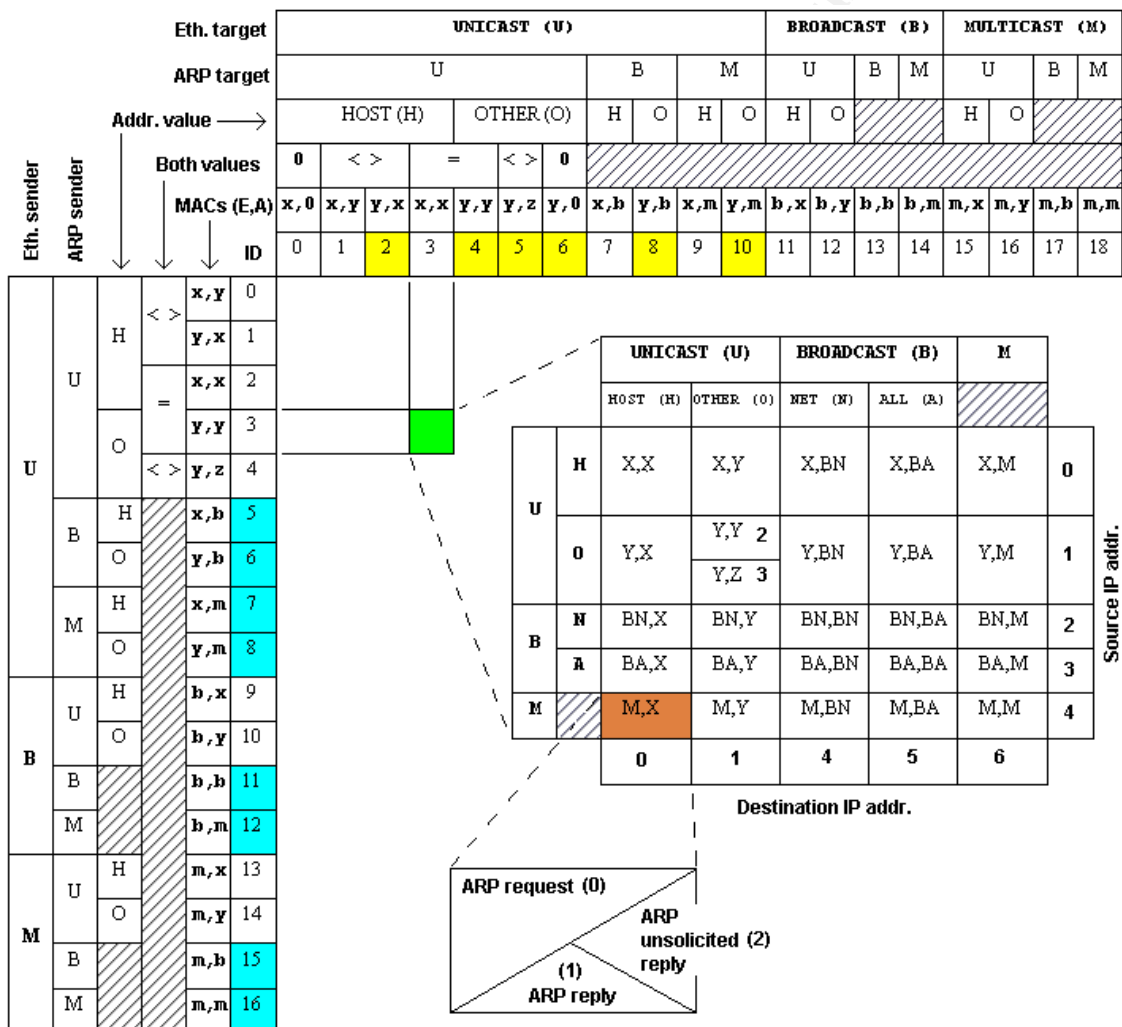 Eth. target UNICAST (U) BROADCAST (B) MULTICAST (M)
ARP target U B M U B M U B M
Addr. value HOST (H) OTHER (O) H O H O H O H O
Both values 0 < > = < > 0
MACs (E,A) x,0 x,y y,x x,x y,y y,z y,0 x,b y,b x,m y,m b,x b,y b,b b,m m,x m,y m,b m,m
Eth. sender
ARP sender
ID 0 1 2 3 4 5 6 7 8 9 10 11 12 13 14 15 16 17 18
U U H < > x,y 0
y,x 1
= x,x 2
O y,y 3
< > y,z 4
B H x,b 5
O y,b 6
M H x,m 7
O y,m 8
B U H b,x 9
O b,y 10
B b,b 11
M b,m 12
M U H m,x 13
O m,y 14
B m,b 15
M m,m 16
UNICAST (U) BROADCAST (B) M
HOST (H) OTHER (O) NET (N) ALL (A)
U H X,X X,Y X,BN X,BA X,M 0
O Y,X Y,Y 2 Y,BN Y,BA Y,M 1
Y,Z 3
B N BN,X BN,Y BN,BN BN,BA BN,M 2
A BA,X BA,Y BA,BN BA,BA BA,M 3
M M,X M,Y M,BN M,BA M,M 4
0 1 4 5 6
Source IP addr.
Destination IP addr.
ARP request (0)
ARP
unsolicited (2)
reply
(1)
ARP reply